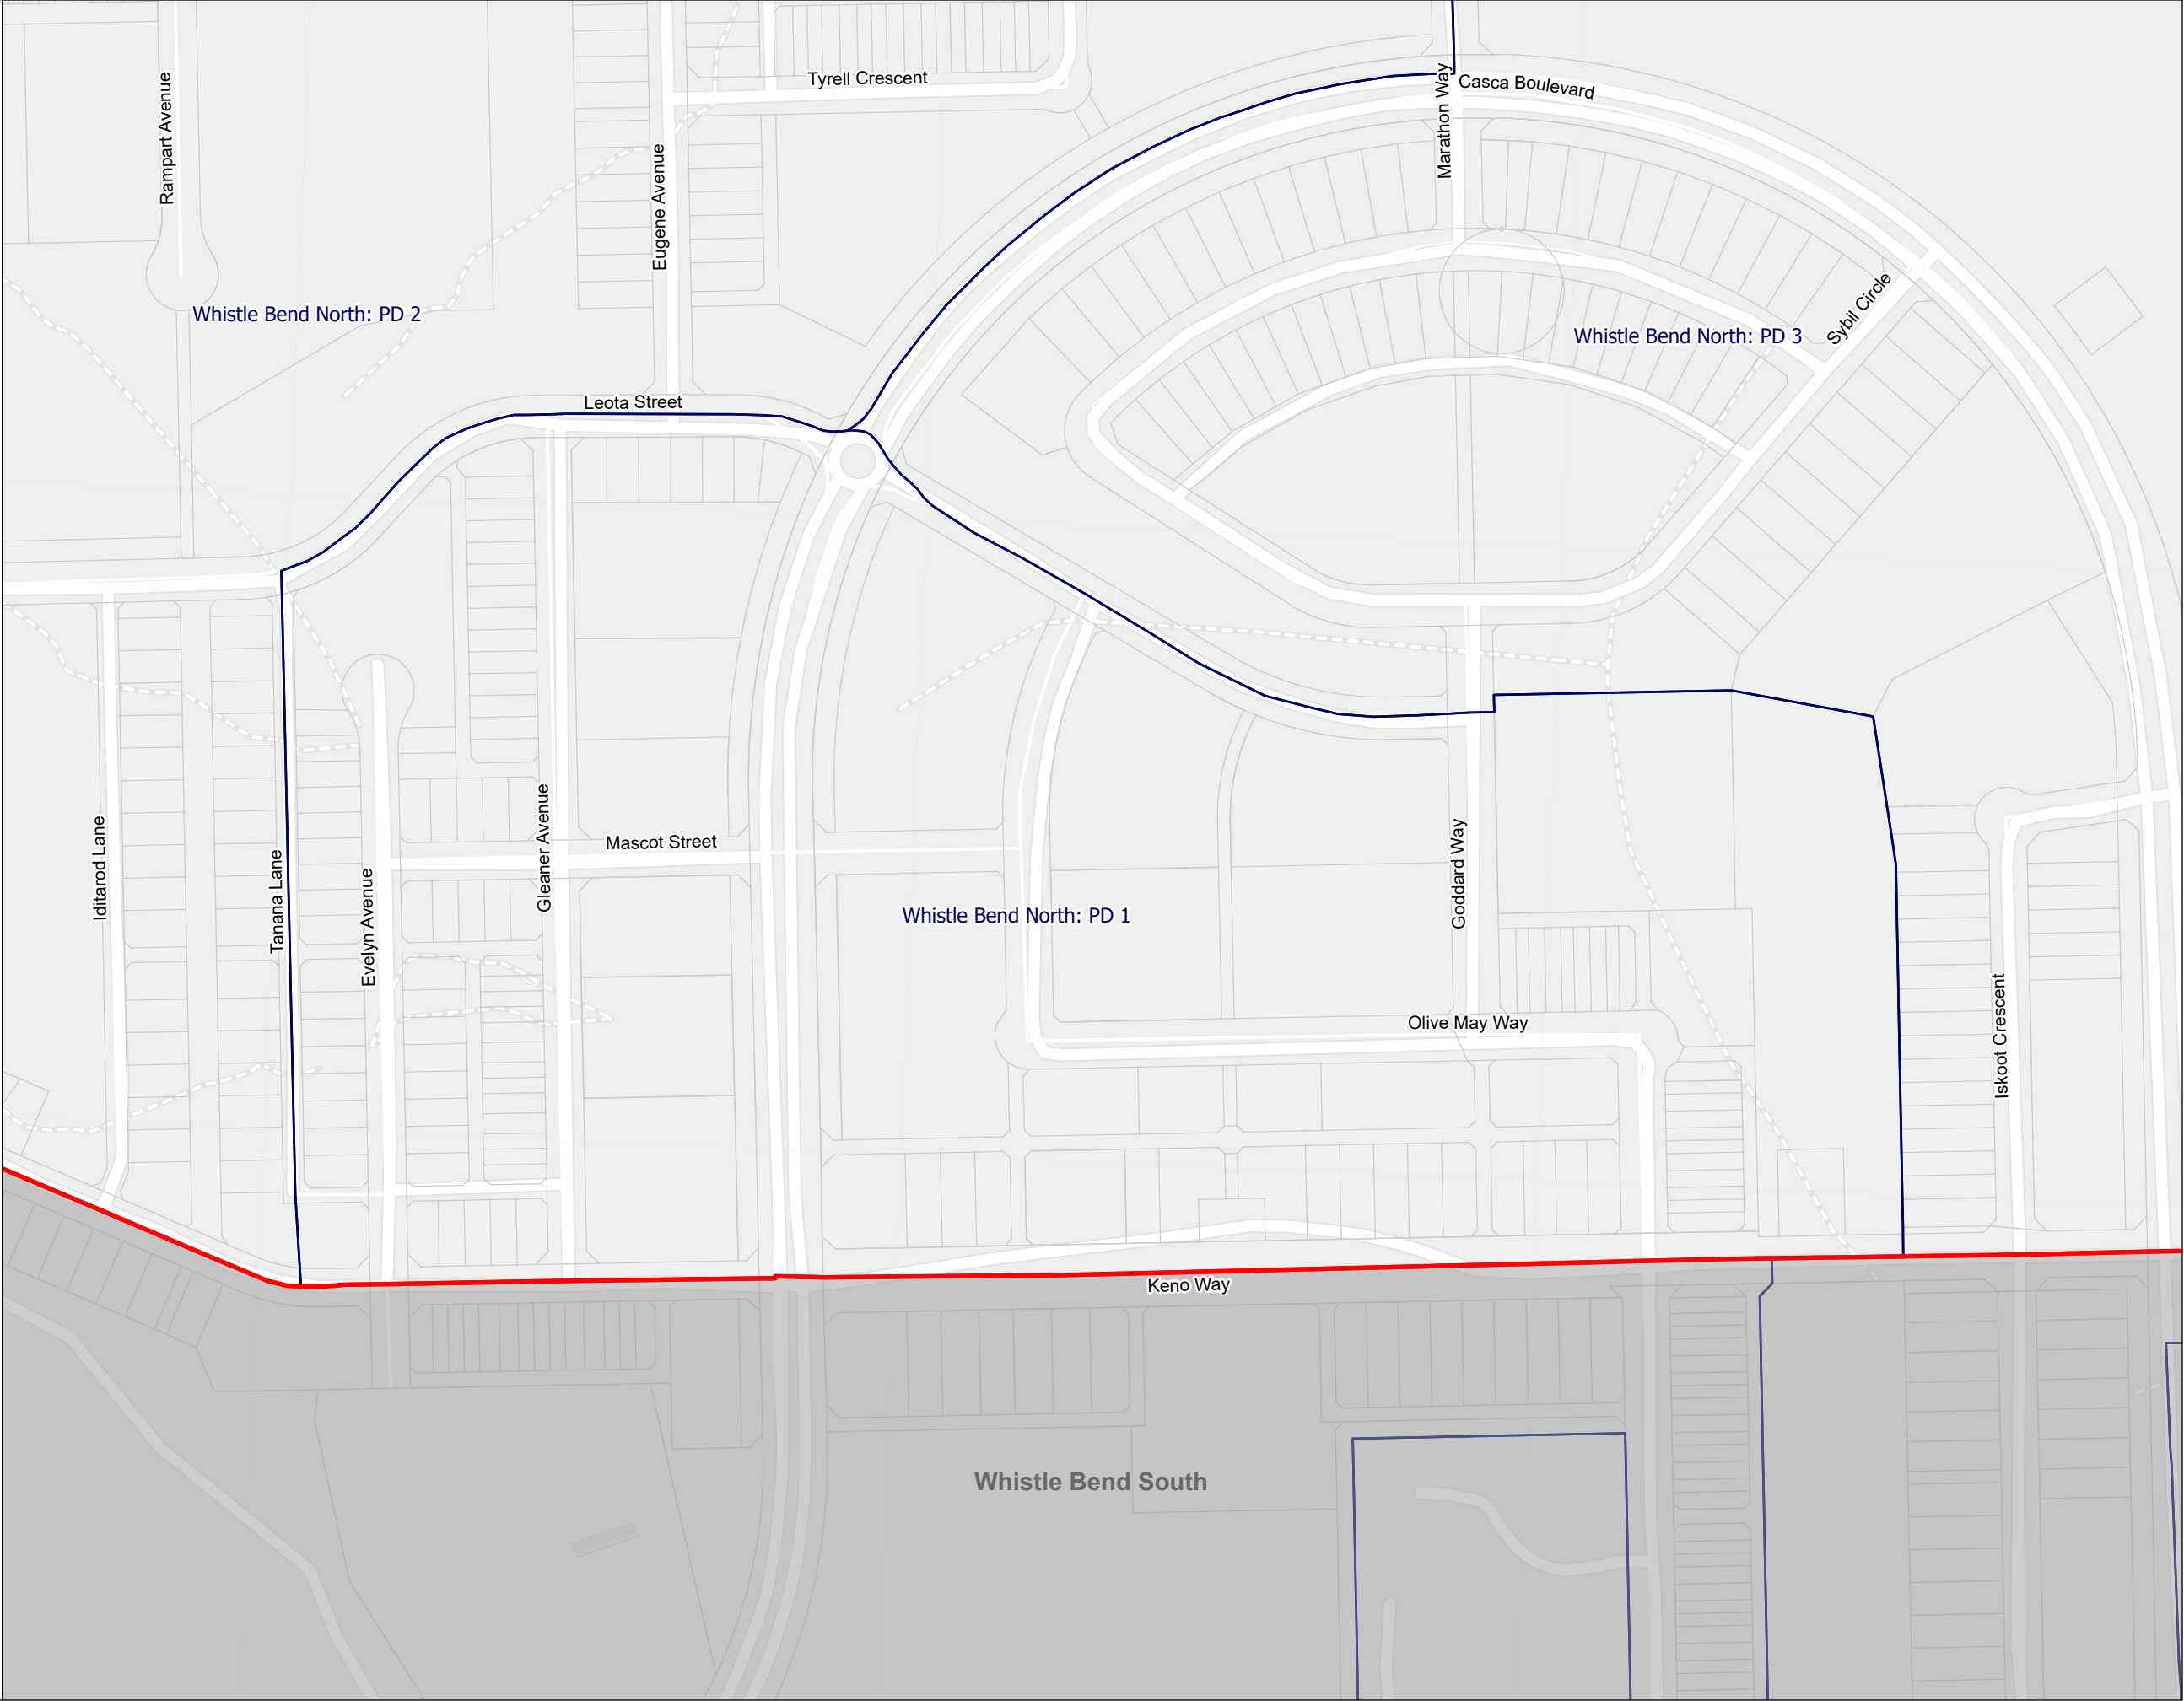 Tyrell Crescent
Casca Boulevard
Marathon Way
Rampart Avenue
Eugene Avenue
Whistle Bend North: PD 2
Whistle Bend North: PD 3
Sybil Circle
Leota Street
Iditarod Lane
Tanana Lane
Evelyn Avenue
Gleaner Avenue
Mascot Street
Goddard Way
Whistle Bend North: PD 1
Olive May Way
Iskoot Crescent
Keno Way
Whistle Bend South